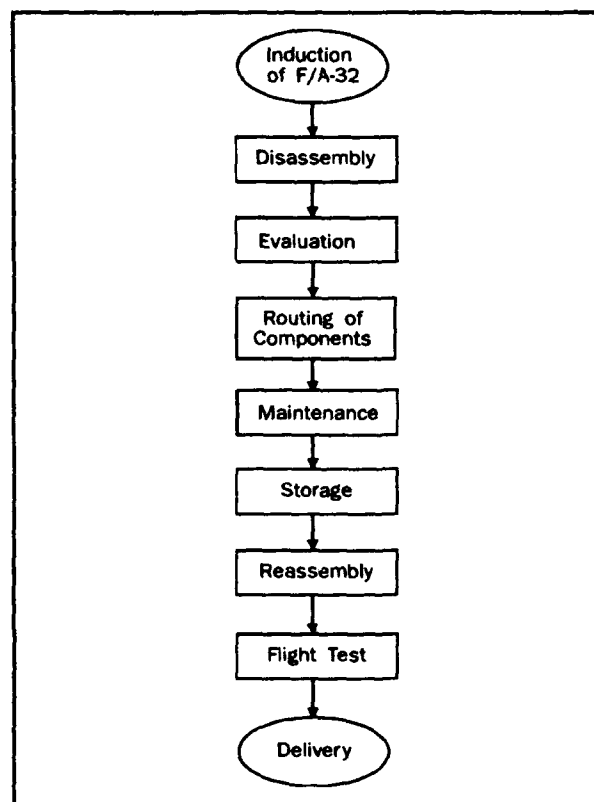 Induction
of F/A-32
Disassembly
Evaluation
Routing of
Components
Maintenance
Storage
Reassembly
Flight Test
Delivery